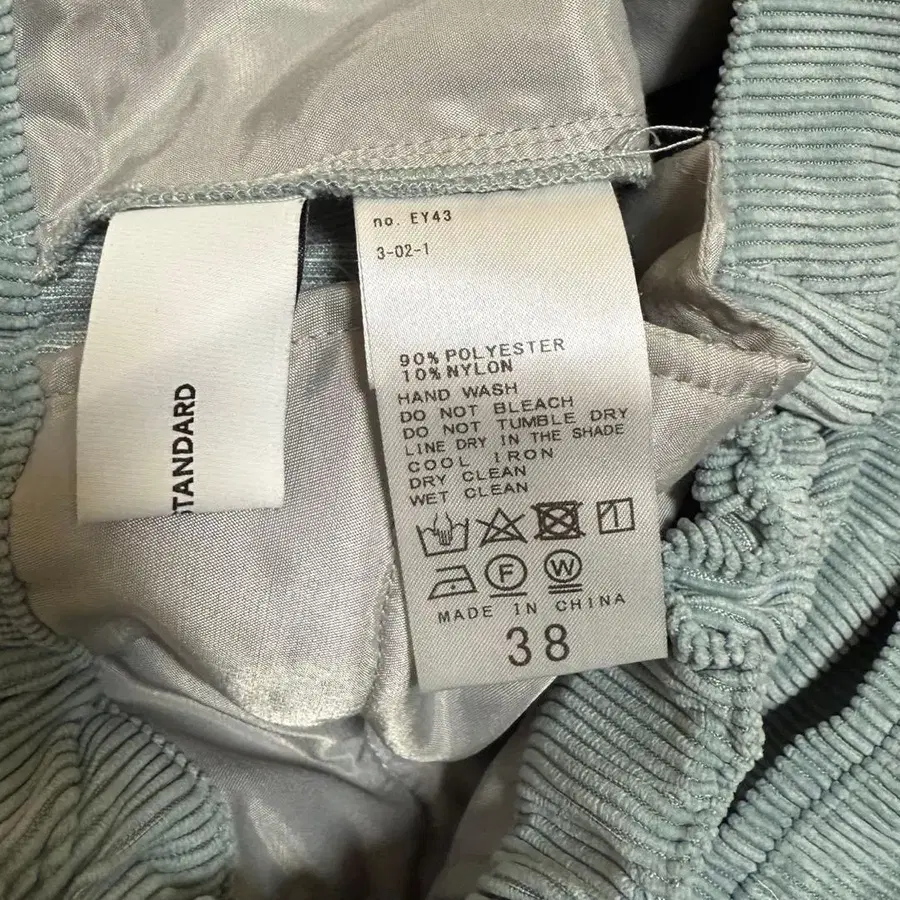 no. EY43
3-02-1
90% POLYESTER
10% NYLON
HAND WASH
DO NOT BLEACH
DO NOT TUMBLE DRY
LINE DRY IN THE SHADE
COOL IRON
DRY CLEAN
WET CLEAN
F W
MADE IN CHINA
38
TANDARD